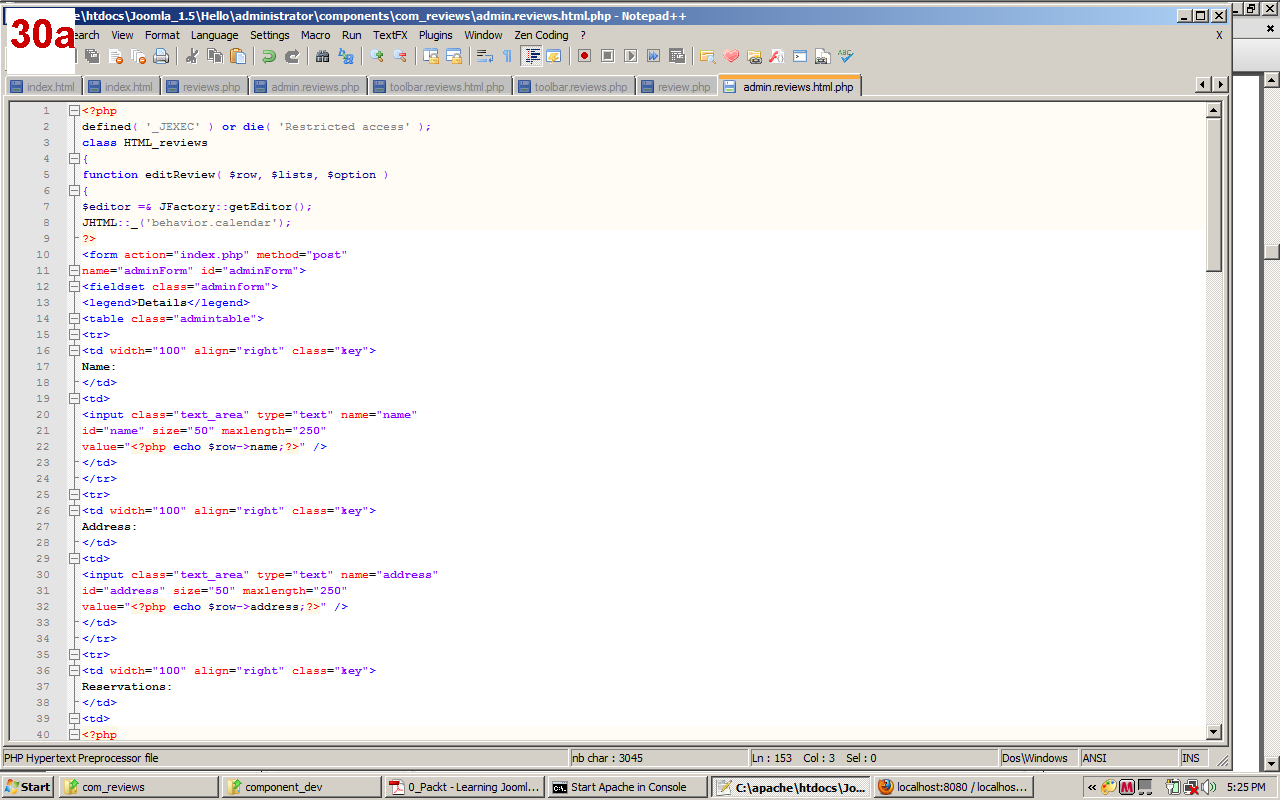 30a
che\htdocs\Joomla_1.5\Hello\administrator\components\com_reviews\admin.reviews.html.php - Notepad++
earch View Format Language Settings Macro Run TextFX Plugins Window Zen Coding ? X
index.html index.html reviews.php admin.reviews.php toolbar.reviews.html.php toolbar.reviews.php review.php admin.reviews.html.php
1 <?php
2 defined( '_JEXEC' ) or die( 'Restricted access' );
3 class HTML_reviews
4 {
5 function editReview( $row, $lists, $option )
6 {
7 $editor =& JFactory::getEditor();
8 JHTML::_('behavior.calendar');
9 ?>
10 <form action="index.php" method="post"
11 name="adminForm" id="adminForm">
12 <fieldset class="adminform">
13 <legend>Details</legend>
14 <table class="admintable">
15 <tr>
16 <td width="100" align="right" class="key">
17 Name:
18 </td>
19 <td>
20 <input class="text_area" type="text" name="name"
21 id="name" size="50" maxlength="250"
22 value="<?php echo $row->name;?>" />
23 </td>
24 </tr>
25 <tr>
26 <td width="100" align="right" class="key">
27 Address:
28 </td>
29 <td>
30 <input class="text_area" type="text" name="address"
31 id="address" size="50" maxlength="250"
32 value="<?php echo $row->address;?>" />
33 </td>
34 </tr>
35 <tr>
36 <td width="100" align="right" class="key">
37 Reservations:
38 </td>
39 <td>
40 <?php
PHP Hypertext Preprocessor file nb char : 3045 Ln : 153 Col : 3 Sel : 0 Dos\Windows ANSI INS
Start com_reviews component_dev 0_Packt - Learning Jooml... Start Apache in Console C:\apache\htdocs\Jo... localhost:8080 / localhos... « 5:25 PM